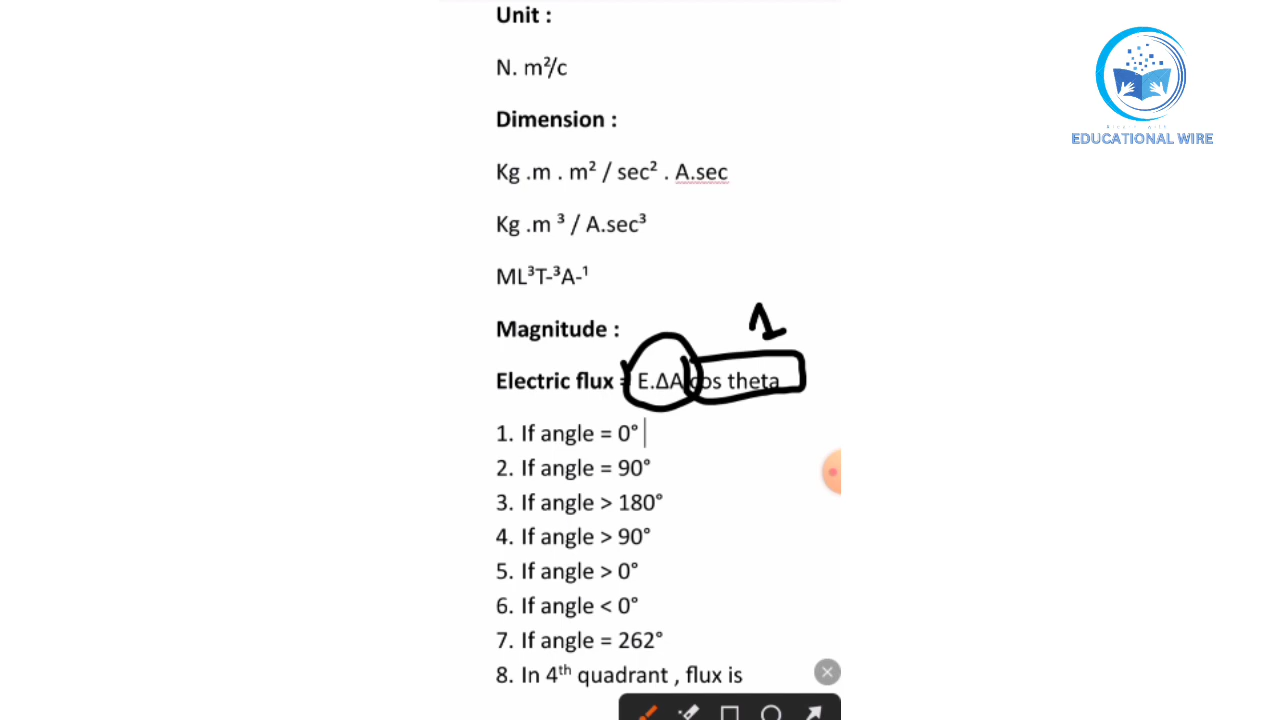 Unit :
N. m²/c
Dimension :
Kg .m . m² / sec² . A.sec
Kg .m ³ / A.sec³
ML³T-³A-¹
Magnitude :
1
Electric flux = E.ΔA cos theta
1. If angle = 0°
2. If angle = 90°
3. If angle > 180°
4. If angle > 90°
5. If angle > 0°
6. If angle < 0°
7. If angle = 262°
8. In 4th quadrant , flux is
EDUCATIONAL WIRE